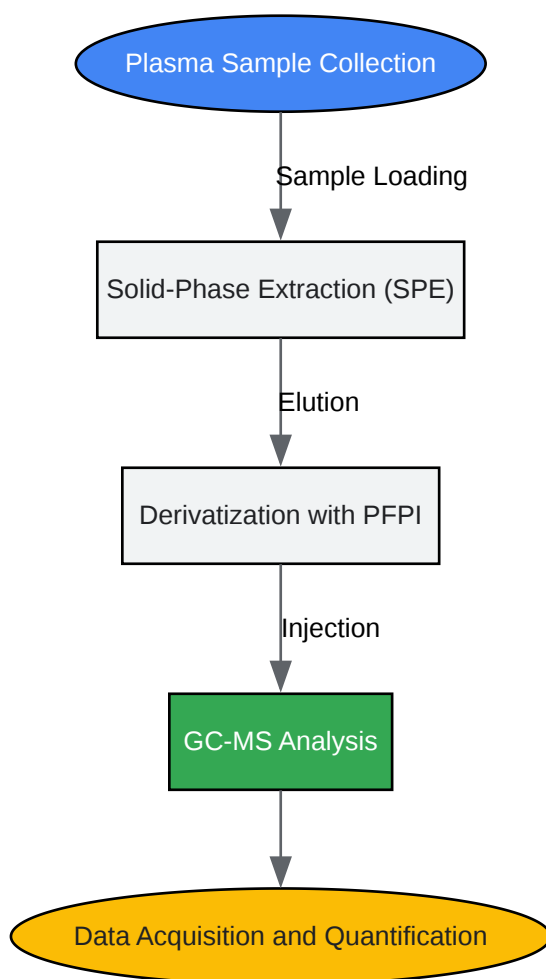 Plasma Sample Collection
Sample Loading
Solid-Phase Extraction (SPE)
Elution
Derivatization with PFPI
Injection
GC-MS Analysis
Data Acquisition and Quantification